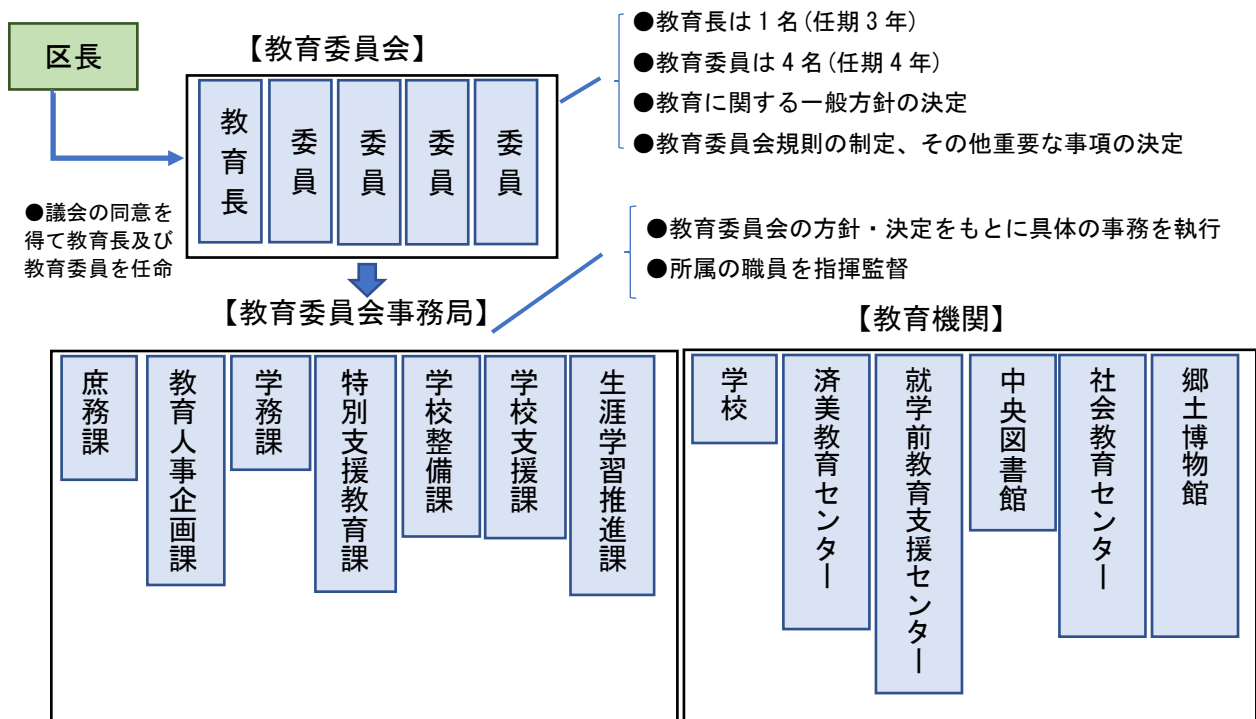 区長
【教育委員会】
教育長
委員
委員
委員
委員
●教育長は1名(任期3年)
●教育委員は4名(任期4年)
●教育に関する一般方針の決定
●教育委員会規則の制定、その他重要な事項の決定
●議会の同意を
得て教育長及び
教育委員を任命
●教育委員会の方針・決定をもとに具体の事務を執行
●所属の職員を指揮監督
【教育委員会事務局】
庶務課
教育人事企画課
学務課
特別支援教育課
学校整備課
学校支援課
生涯学習推進課
【教育機関】
学校
済美教育センター
就学前教育支援センター
中央図書館
社会教育センター
郷土博物館